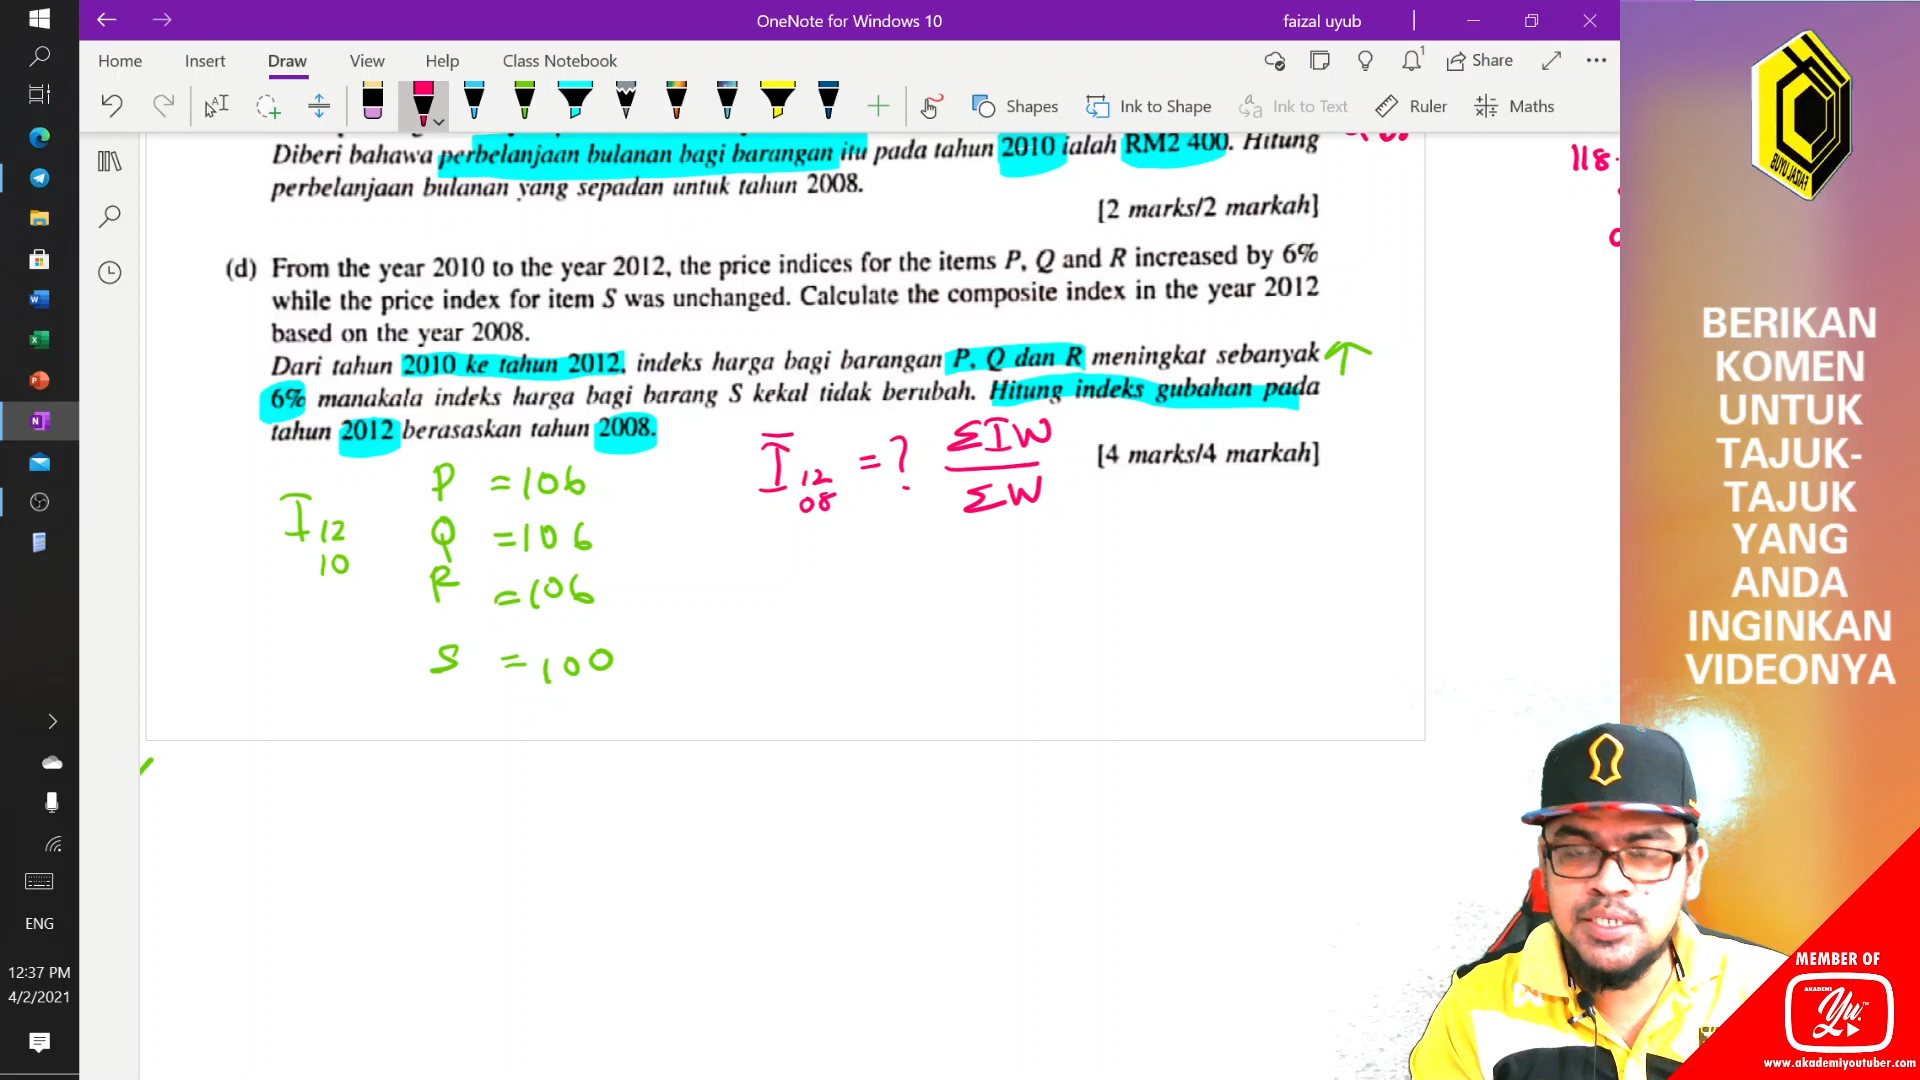 OneNote for Windows 10
faizal uyub
Home Insert Draw View Help Class Notebook
1
Share
Shapes
Ink to Shape
Ink to Text
Ruler
Maths
Diberi bahawa perbelanjaan bulanan bagi barangan itu pada tahun 2010 ialah RM2 400. Hitung
perbelanjaan bulanan yang sepadan untuk tahun 2008.
[2 marks/2 markah]
118
(d) From the year 2010 to the year 2012, the price indices for the items P, Q and R increased by 6%
while the price index for item S was unchanged. Calculate the composite index in the year 2012
based on the year 2008.
Dari tahun 2010 ke tahun 2012, indeks harga bagi barangan P, Q dan R meningkat sebanyak
6% manakala indeks harga bagi barang S kekal tidak berubah. Hitung indeks gubahan pada
tahun 2012 berasaskan tahun 2008.
[4 marks/4 markah]
Ī 12 08 = ? ΣIW / ΣW
I 12 10
P = 106
Q = 106
R = 106
S = 100
ENG
12:37 PM
4/2/2021
FAIZAL UYUB
BERIKAN
KOMEN
UNTUK
TAJUK-
TAJUK
YANG
ANDA
INGINKAN
VIDEONYA
MEMBER OF
AKADEMI
Yu.
TM
www.akademiyoutuber.com